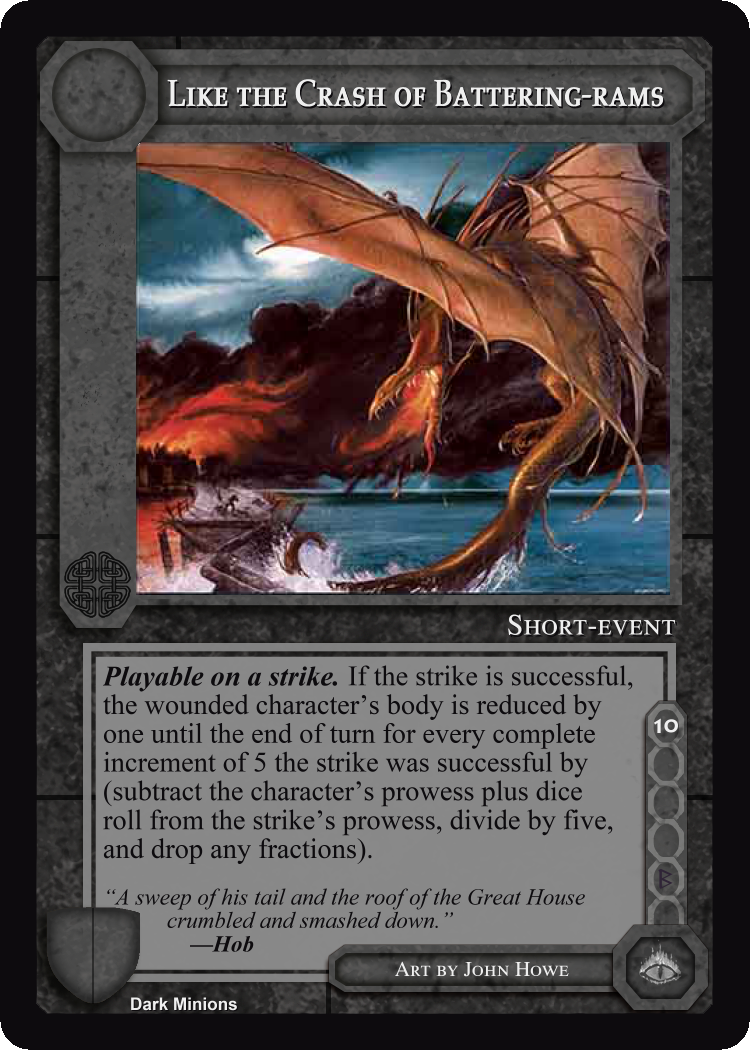 LIKE THE CRASH OF BATTERING-RAMS
SHORT-EVENT
Playable on a strike. If the strike is successful,
the wounded character's body is reduced by
one until the end of turn for every complete
increment of 5 the strike was successful by
(subtract the character's prowess plus dice
roll from the strike's prowess, divide by five,
and drop any fractions).
10
B
“A sweep of his tail and the roof of the Great House
crumbled and smashed down.”
—Hob
ART BY JOHN HOWE
Dark Minions